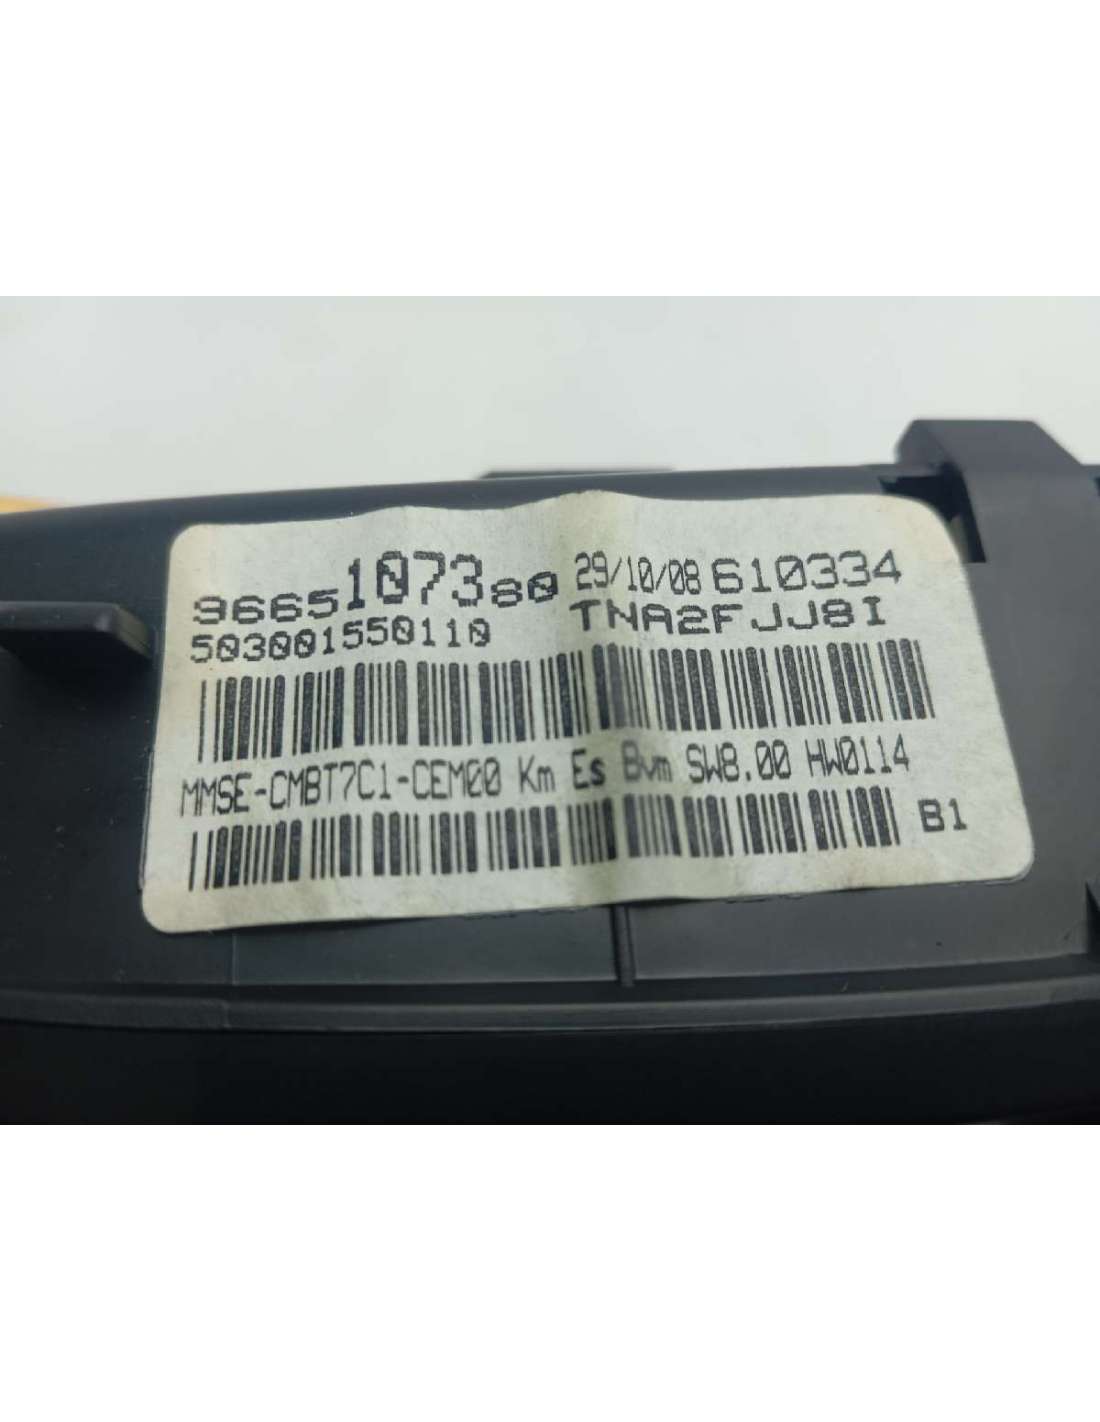 9665107380 29/10/08 610334
503001550110 TNA2FJJ8I
MMSE-CMBT7C1-CEM00 Km Es Bvm SW8.00 HW0114
B1